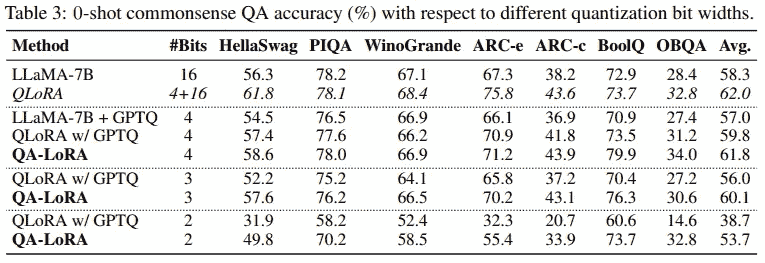 Table 3: 0-shot commonsense QA accuracy (%) with respect to different quantization bit widths.
Method #Bits HellaSwag PIQA WinoGrande ARC-e ARC-c BoolQ OBQA Avg.
LLaMA-7B 16 56.3 78.2 67.1 67.3 38.2 72.9 28.4 58.3
QLoRA 4+16 61.8 78.1 68.4 75.8 43.6 73.7 32.8 62.0
LLaMA-7B + GPTQ 4 54.5 76.5 66.9 66.1 36.9 70.9 27.4 57.0
QLoRA w/ GPTQ 4 57.4 77.6 66.2 70.9 41.8 73.5 31.2 59.8
QA-LoRA 4 58.6 78.0 66.9 71.2 43.9 79.9 34.0 61.8
QLoRA w/ GPTQ 3 52.2 75.2 64.1 65.8 37.2 70.4 27.2 56.0
QA-LoRA 3 57.6 76.2 66.5 70.2 43.1 76.3 30.6 60.1
QLoRA w/ GPTQ 2 31.9 58.2 52.4 32.3 20.7 60.6 14.6 38.7
QA-LoRA 2 49.8 70.2 58.5 55.4 33.9 73.7 32.8 53.7